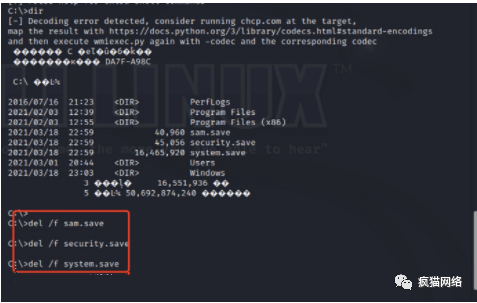 C:\>dir
[-] Decoding error detected, consider running chcp.com at the target,
map the result with https://docs.python.org/3/library/codecs.html#standard-encodings
and then execute wmiexec.py again with -codec and the corresponding codec
C
DA7F-A98C
C:\
2016/07/16 21:23 <DIR> PerfLogs
2021/02/03 12:39 <DIR> Program Files
2021/02/03 12:55 <DIR> Program Files (x86)
2021/03/18 22:59 40,960 sam.save
2021/03/18 22:59 45,056 security.save
2021/03/18 22:59 16,465,920 system.save
2021/03/01 20:44 <DIR> Users
2021/03/18 23:03 <DIR> Windows
3 16,551,936
5 50,692,874,240
C:\>
C:\>del /f sam.save
C:\>del /f security.save
C:\>del /f system.save
疯猫网络